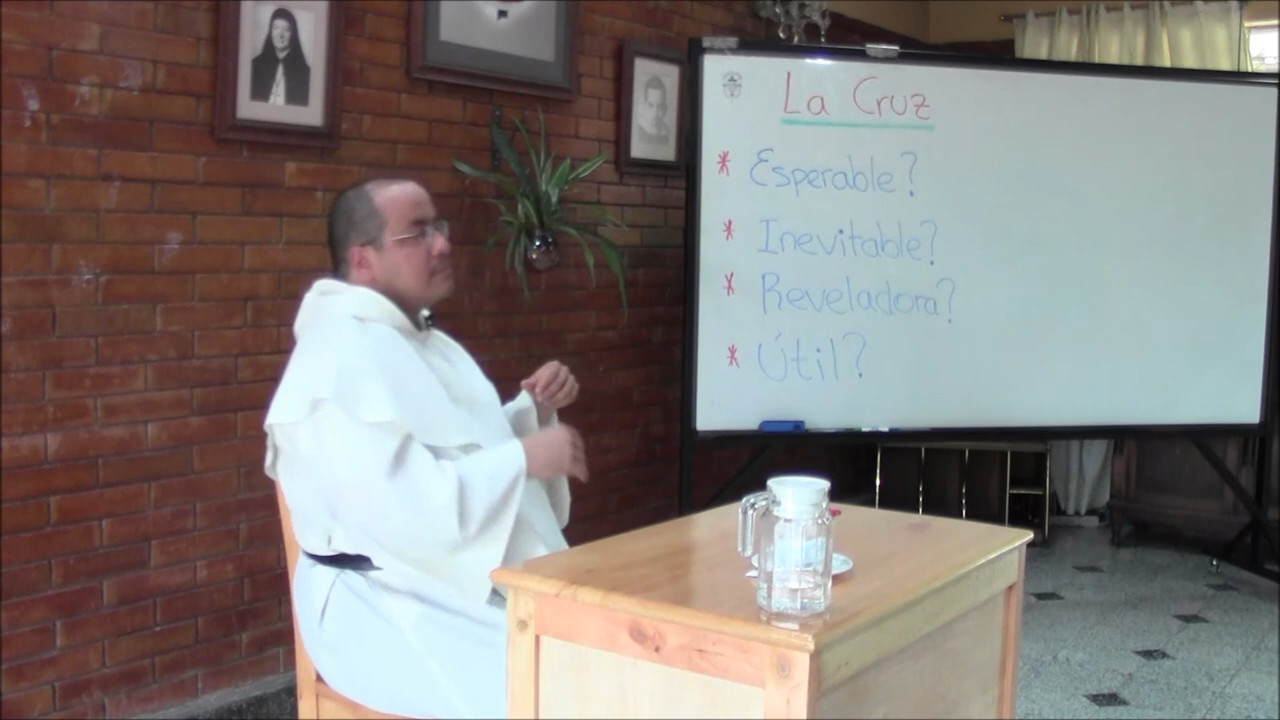 La Cruz
* Esperable?
* Inevitable?
* Reveladora?
* Útil?